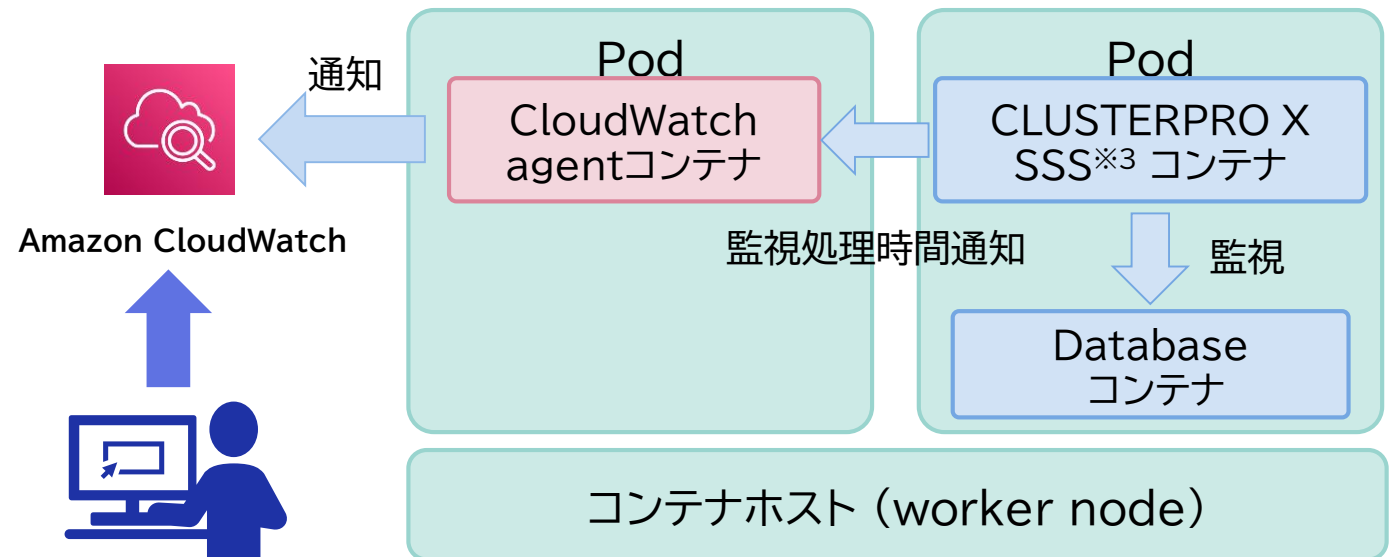 通知
Amazon CloudWatch
Pod
CloudWatch
agentコンテナ
監視処理時間通知
Pod
CLUSTERPRO X
SSS※3 コンテナ
監視
Database
コンテナ
コンテナホスト（worker node）